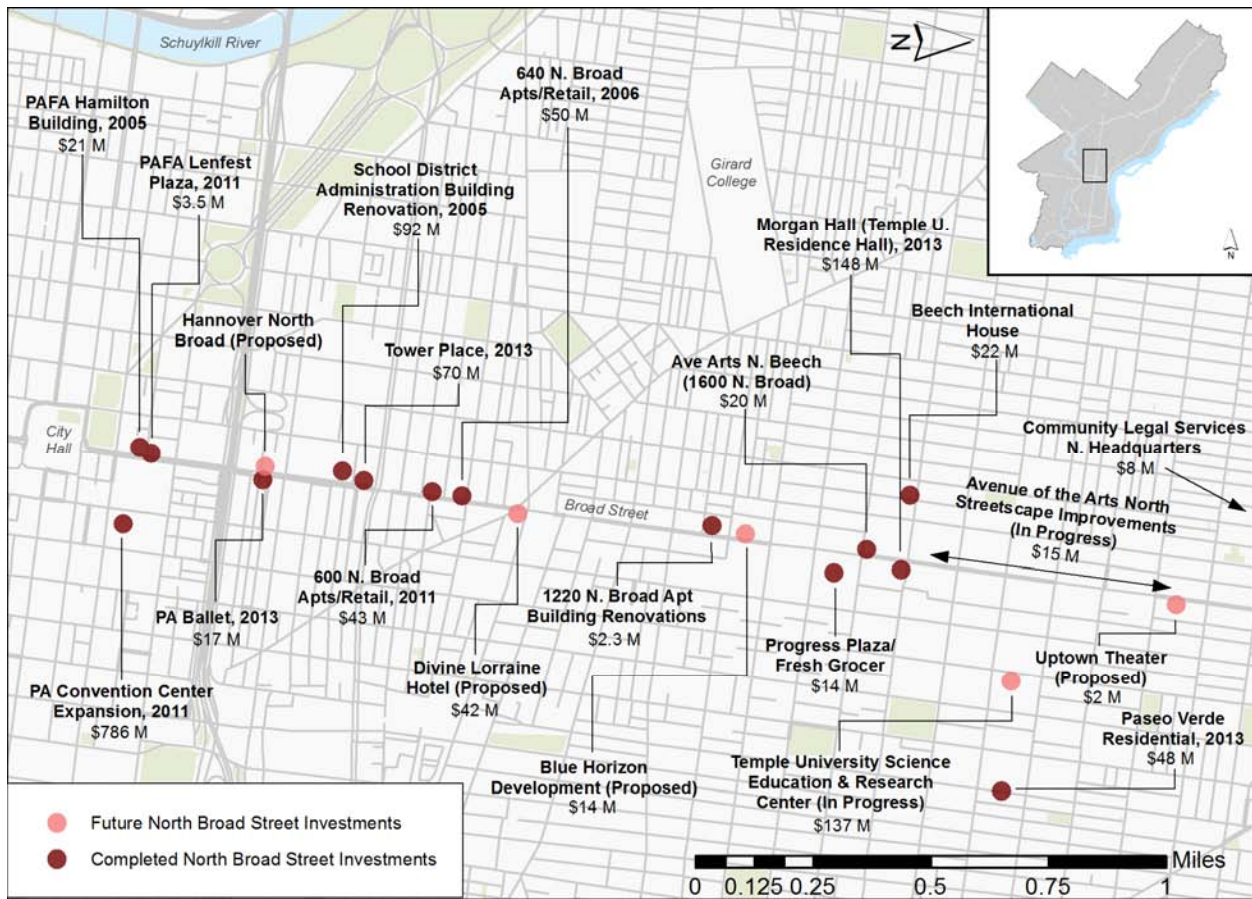 Schuylkill River
N
PAFA Hamilton
Building, 2005
$21 M
PAFA Lenfest
Plaza, 2011
$3.5 M
School District
Administration Building
Renovation, 2005
$92 M
640 N. Broad
Apts/Retail, 2006
$50 M
Girard
College
Morgan Hall (Temple U.
Residence Hall), 2013
$148 M
N
Hannover North
Broad (Proposed)
Tower Place, 2013
$70 M
Ave Arts N. Beech
(1600 N. Broad)
$20 M
Beech International
House
$22 M
Community Legal Services
N. Headquarters
$8 M
City
Hall
Broad Street
Avenue of the Arts North
Streetscape Improvements
(In Progress)
$15 M
PA Ballet, 2013
$17 M
600 N. Broad
Apts/Retail, 2011
$43 M
1220 N. Broad Apt
Building Renovations
$2.3 M
Progress Plaza/
Fresh Grocer
$14 M
Uptown Theater
(Proposed)
$2 M
PA Convention Center
Expansion, 2011
$786 M
Divine Lorraine
Hotel (Proposed)
$42 M
Blue Horizon
Development (Proposed)
$14 M
Temple University Science
Education & Research
Center (In Progress)
$137 M
Paseo Verde
Residential, 2013
$48 M
Future North Broad Street Investments
Completed North Broad Street Investments
Miles
0 0.125 0.25 0.5 0.75 1